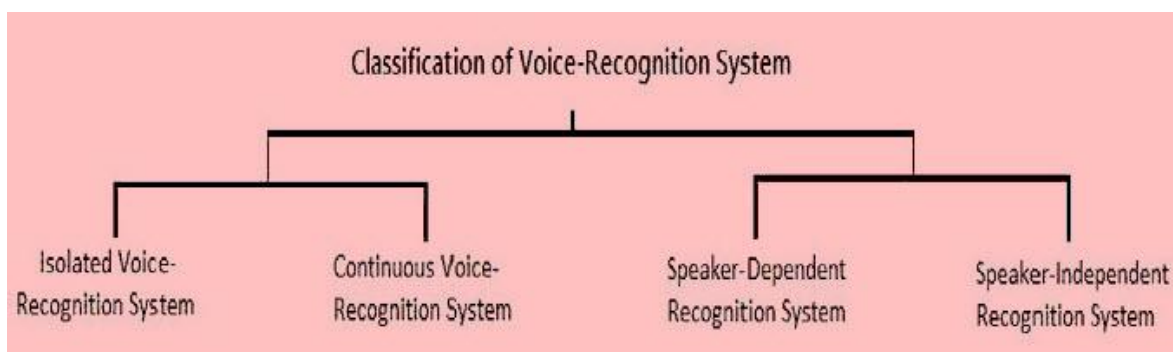 Classification of Voice-Recognition System
Isolated Voice-
Recognition System
Continuous Voice-
Recognition System
Speaker-Dependent
Recognition System
Speaker-Independent
Recognition System